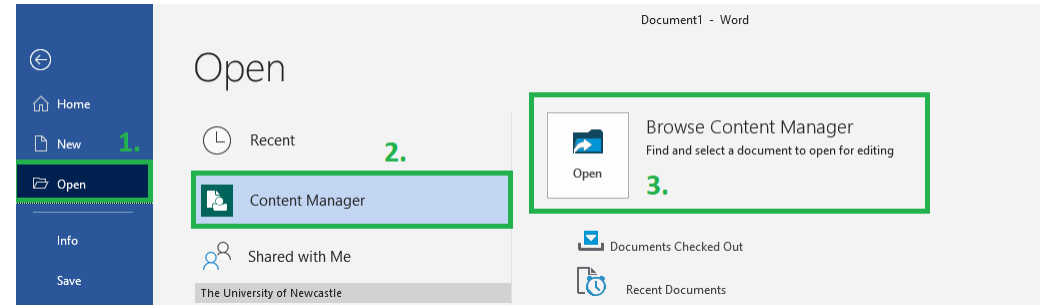 Document1 - Word
Open
Home
New
1.
Open
Info
Save
Recent
2.
Content Manager
Shared with Me
The University of Newcastle
Browse Content Manager
Find and select a document to open for editing
Open
3.
Documents Checked Out
Recent Documents